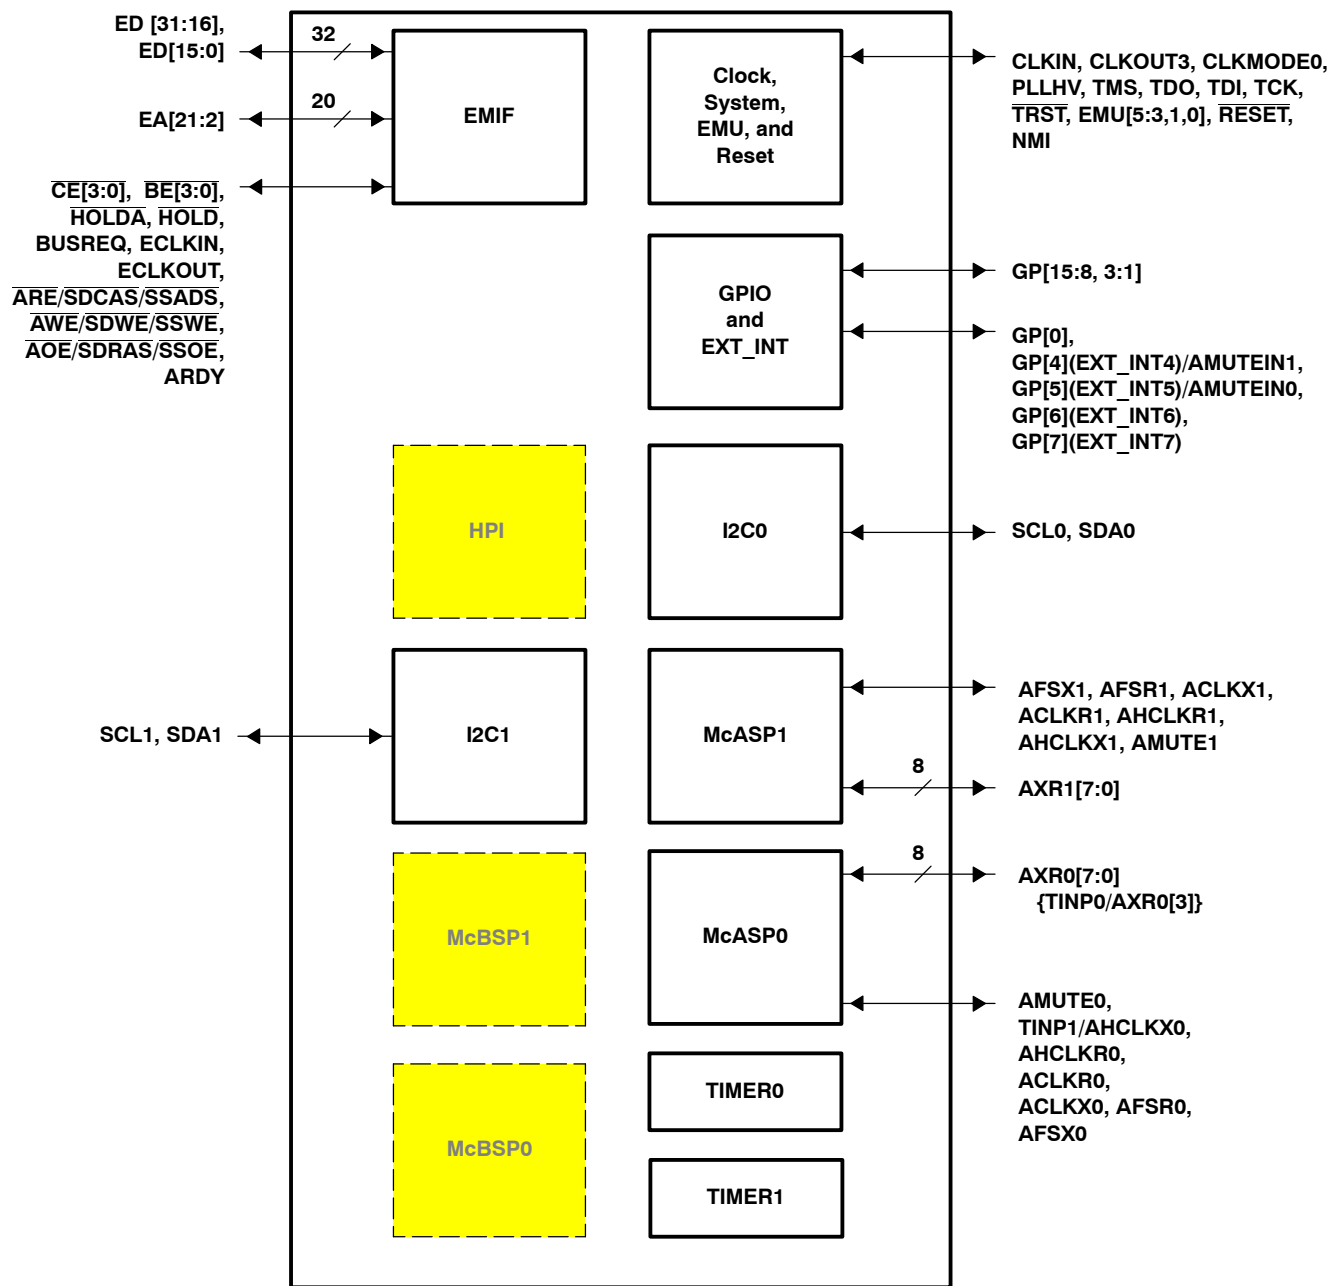 ED [31:16],
ED[15:0]
32
EA[21:2]
20
CE[3:0], BE[3:0],
HOLDA, HOLD,
BUSREQ, ECLKIN,
ECLKOUT,
ARE/SDCAS/SSADS,
AWE/SDWE/SSWE,
AOE/SDRAS/SSOE,
ARDY
EMIF
Clock,
System,
EMU, and
Reset
CLKIN, CLKOUT3, CLKMODE0,
PLLHV, TMS, TDO, TDI, TCK,
TRST, EMU[5:3,1,0], RESET,
NMI
GPIO
and
EXT_INT
GP[15:8, 3:1]
GP[0],
GP[4](EXT_INT4)/AMUTEIN1,
GP[5](EXT_INT5)/AMUTEIN0,
GP[6](EXT_INT6),
GP[7](EXT_INT7)
HPI
I2C0
SCL0, SDA0
SCL1, SDA1
I2C1
McASP1
AFSX1, AFSR1, ACLKX1,
ACLKR1, AHCLKR1,
AHCLKX1, AMUTE1
8
AXR1[7:0]
McBSP1
McASP0
8
AXR0[7:0]
{TINP0/AXR0[3]}
AMUTE0,
TINP1/AHCLKX0,
AHCLKR0,
ACLKR0,
ACLKX0, AFSR0,
AFSX0
McBSP0
TIMER0
TIMER1